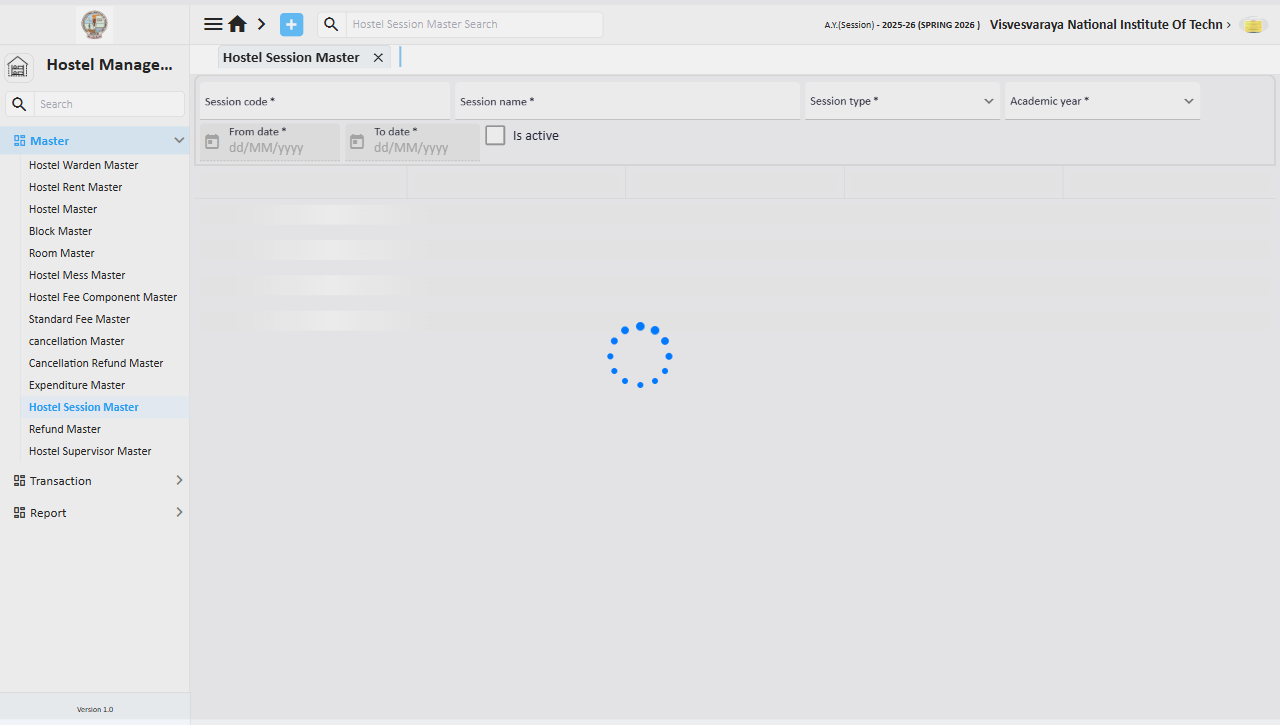 Hostel Session Master Search
A.Y.(Session) - 2025-26 (SPRING 2026 )
Visvesvaraya National Institute Of Techn
Hostel Manage...
Hostel Session Master
Search
Session code *
Session name *
Session type *
Academic year *
From date *
dd/MM/yyyy
To date *
dd/MM/yyyy
Is active
Master
Hostel Warden Master
Hostel Rent Master
Hostel Master
Block Master
Room Master
Hostel Mess Master
Hostel Fee Component Master
Standard Fee Master
cancellation Master
Cancellation Refund Master
Expenditure Master
Hostel Session Master
Refund Master
Hostel Supervisor Master
Transaction
Report
Version 1.0